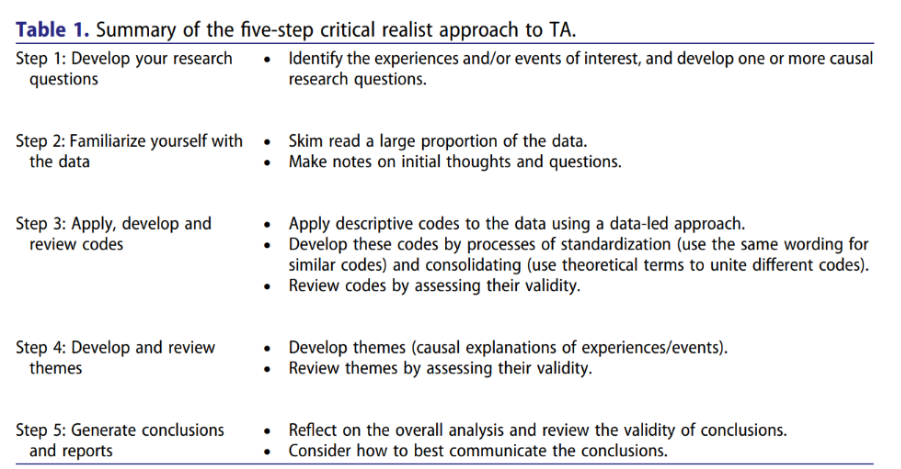 Table 1. Summary of the five-step critical realist approach to TA.
Step 1: Develop your research
questions
• Identify the experiences and/or events of interest, and develop one or more causal
research questions.
Step 2: Familiarize yourself with
the data
• Skim read a large proportion of the data.
• Make notes on initial thoughts and questions.
Step 3: Apply, develop and
review codes
• Apply descriptive codes to the data using a data-led approach.
• Develop these codes by processes of standardization (use the same wording for
similar codes) and consolidating (use theoretical terms to unite different codes).
• Review codes by assessing their validity.
Step 4: Develop and review
themes
• Develop themes (causal explanations of experiences/events).
• Review themes by assessing their validity.
Step 5: Generate conclusions
and reports
• Reflect on the overall analysis and review the validity of conclusions.
• Consider how to best communicate the conclusions.